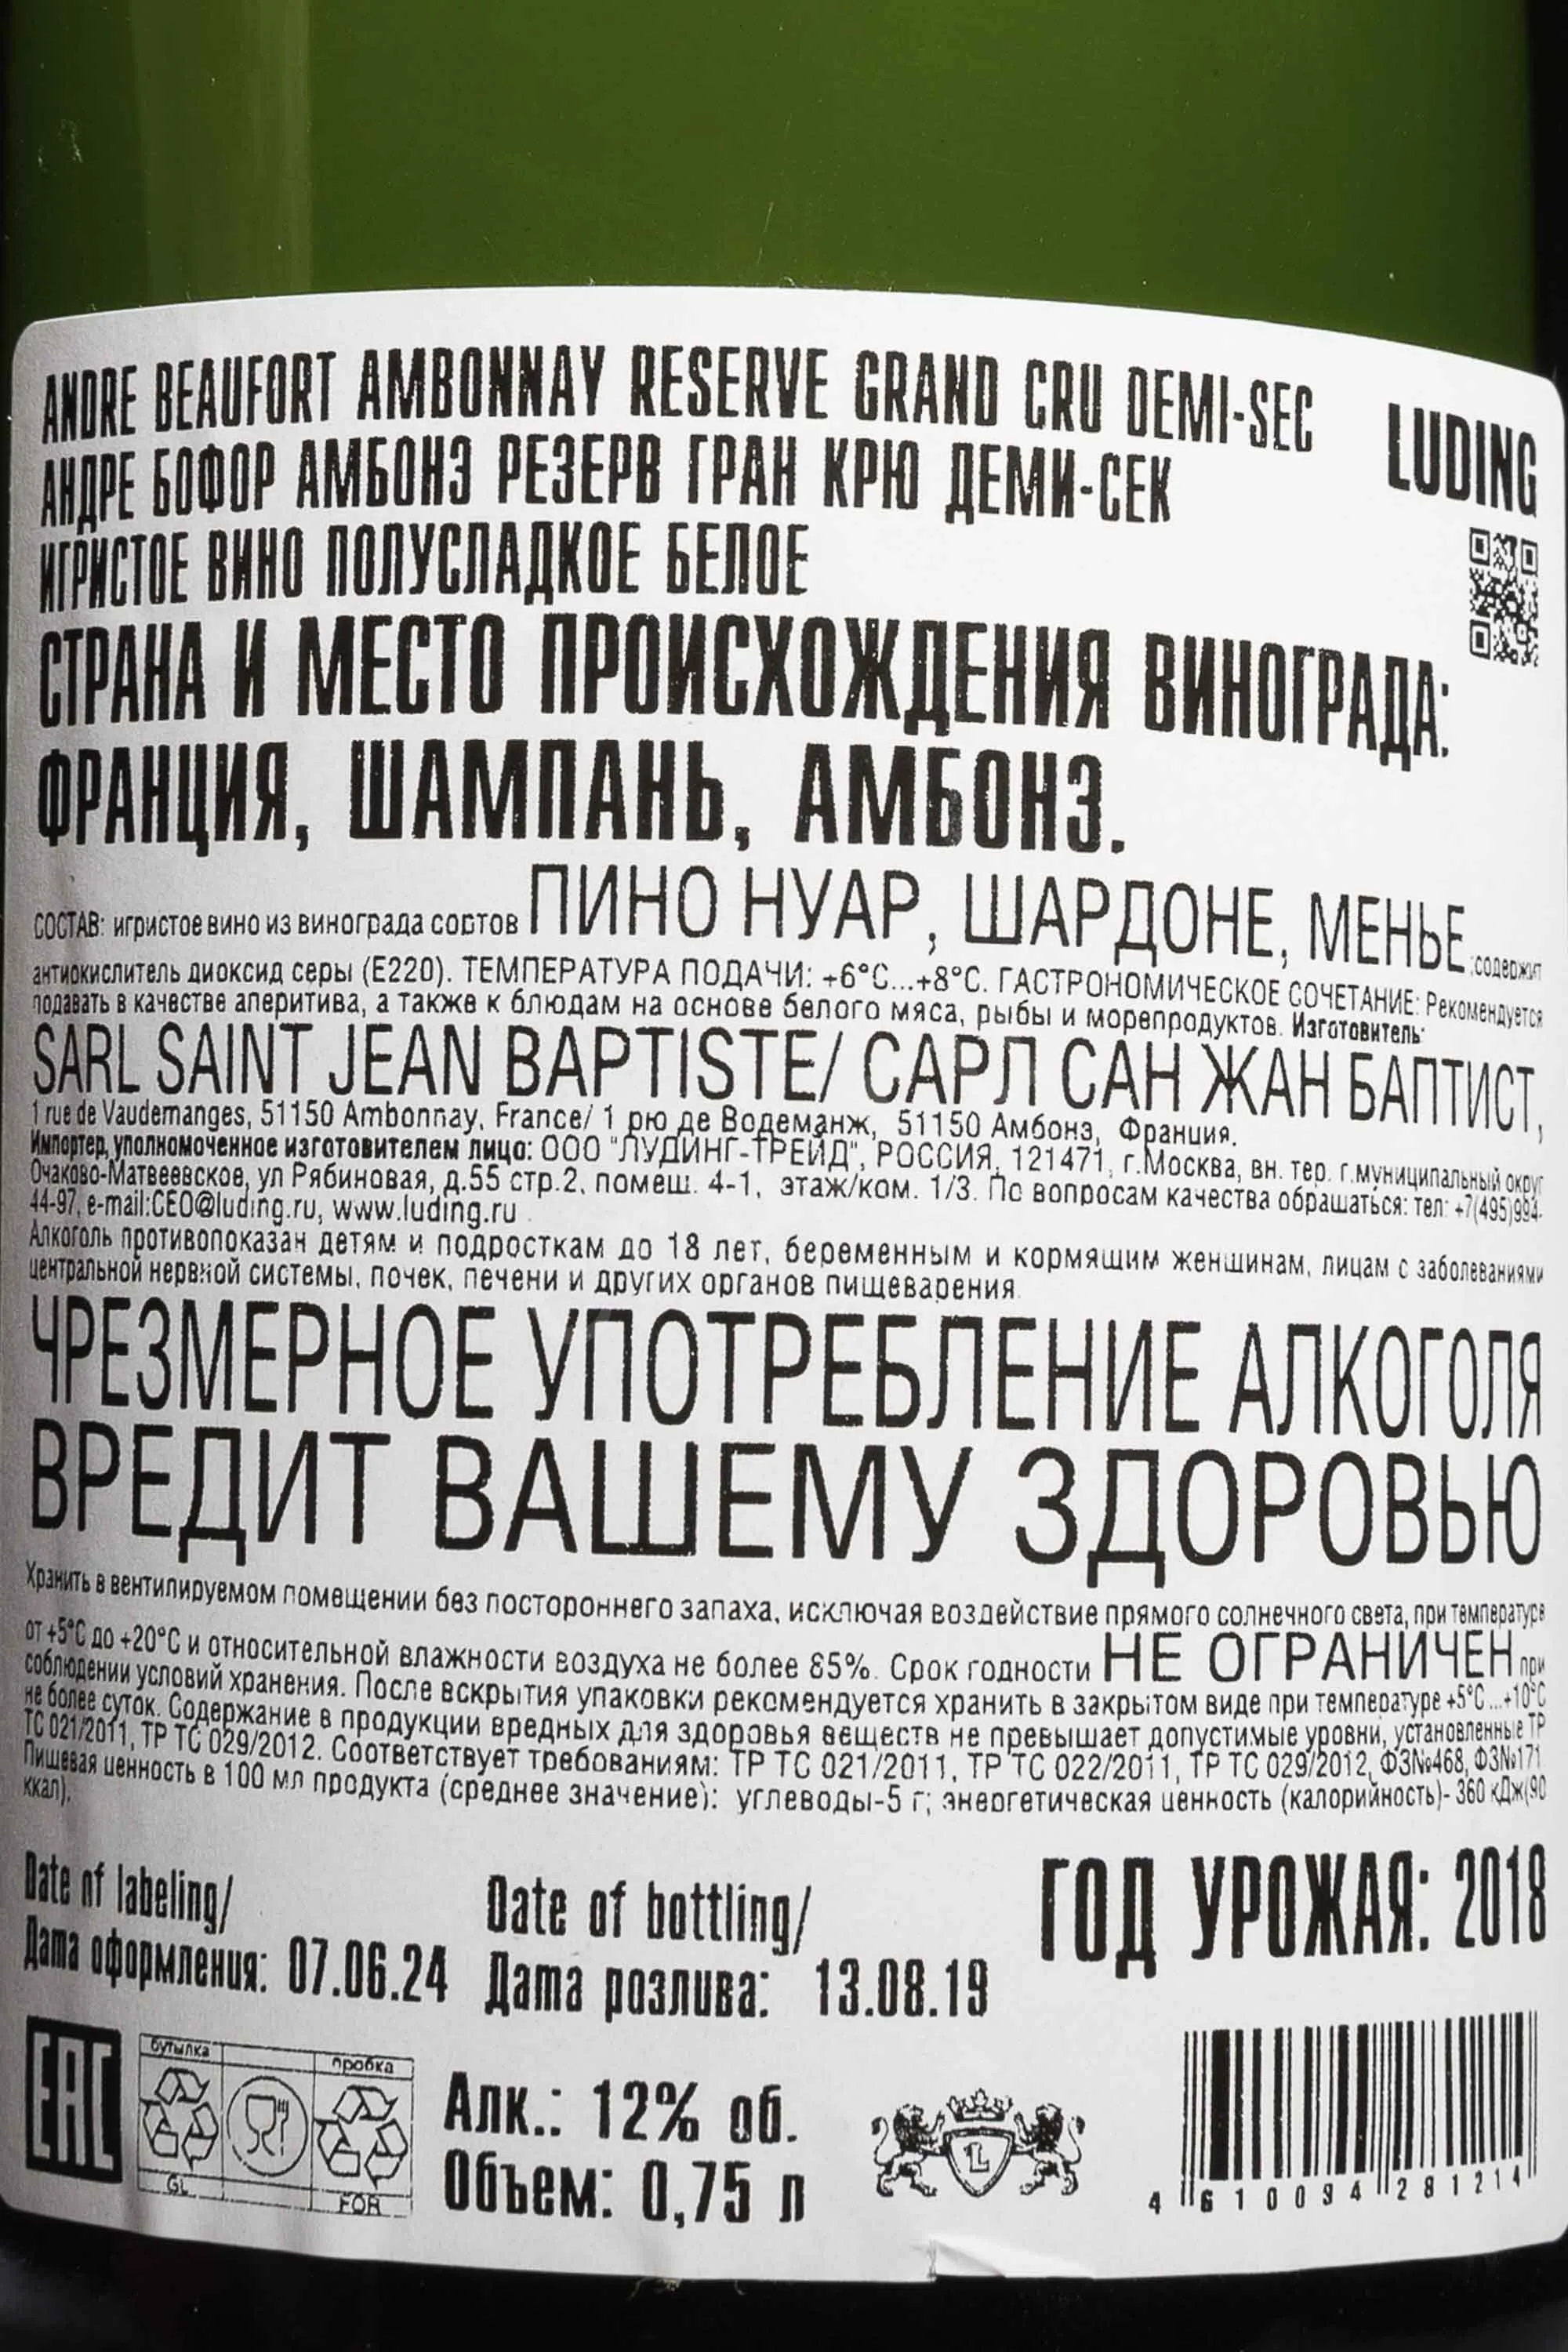 ANDRE BEAUFORT AMBONNAY RESERVE GRAND CRU DEMI-SEC
LUDING
АНДРЕ БОФОР АМБОНЭ РЕЗЕРВ ГРАН КРЮ ДЕМИ-СЕК
ИГРИСТОЕ ВИНО ПОЛУСЛАДКОЕ БЕЛОЕ
СТРАНА И МЕСТО ПРОИСХОЖДЕНИЯ ВИНОГРАДА:
ФРАНЦИЯ, ШАМПАНЬ, АМБОНЭ.
СОСТАВ: игристое вино из винограда сортов ПИНО НУАР, ШАРДОНЕ, МЕНЬЕ ;содержит
антиокислитель диоксид серы (Е220). ТЕМПЕРАТУРА ПОДАЧИ: +6°С...+8°С. ГАСТРОНОМИЧЕСКОЕ СОЧЕТАНИЕ: Рекомендуется
подавать в качестве аперитива, а также к блюдам на основе белого мяса, рыбы и морепродуктов. Изготовитель:
SARL SAINT JEAN BAPTISTE/ САРЛ САН ЖАН БАПТИСТ,
1 rue de Vaudemanges, 51150 Ambonnay, France/ 1 рю де Водеманж, 51150 Амбонэ, Франция.
Импортер, уполномоченное изготовителем лицо: ООО "ЛУДИНГ-ТРЕЙД", РОССИЯ, 121471, г.Москва, вн. тер. г.муниципальный округ
Очаково-Матвеевское, ул Рябиновая, д.55 стр.2, помещ. 4-1, этаж/ком. 1/3. По вопросам качества обращаться: тел: +7(495)994-
44-97, e-mail:CEO@luding.ru, www.luding.ru
Алкоголь противопоказан детям и подросткам до 18 лет, беременным и кормящим женщинам, лицам с заболеваниями
центральной нервной системы, почек, печени и других органов пищеварения.
ЧРЕЗМЕРНОЕ УПОТРЕБЛЕНИЕ АЛКОГОЛЯ
ВРЕДИТ ВАШЕМУ ЗДОРОВЬЮ
Хранить в вентилируемом помещении без постороннего запаха, исключая воздействие прямого солнечного света, при температуре
от +5°С до +20°С и относительной влажности воздуха не более 85%. Срок годности НЕ ОГРАНИЧЕН при
соблюдении условий хранения. После вскрытия упаковки рекомендуется хранить в закрытом виде при температуре +5°С...+10°С
не более суток. Содержание в продукции вредных для здоровья веществ не превышает допустимые уровни, установленные ТР
ТС 021/2011, ТР ТС 029/2012. Соответствует требованиям: ТР ТС 021/2011, ТР ТС 022/2011, ТР ТС 029/2012, ФЗ№468, ФЗ№171
Пищевая ценность в 100 мл продукта (среднее значение): углеводы-5 г; энергетическая ценность (калорийность)- 360 кДж(90
ккал).
Date of labeling/
Дата оформления: 07.06.24
Date of bottling/
Дата розлива: 13.08.19
ГОД УРОЖАЯ: 2018
EAC
бутылка
пробка
GL
FOR
Алк.: 12% об.
Объем: 0,75 л
L
4 610094 281214